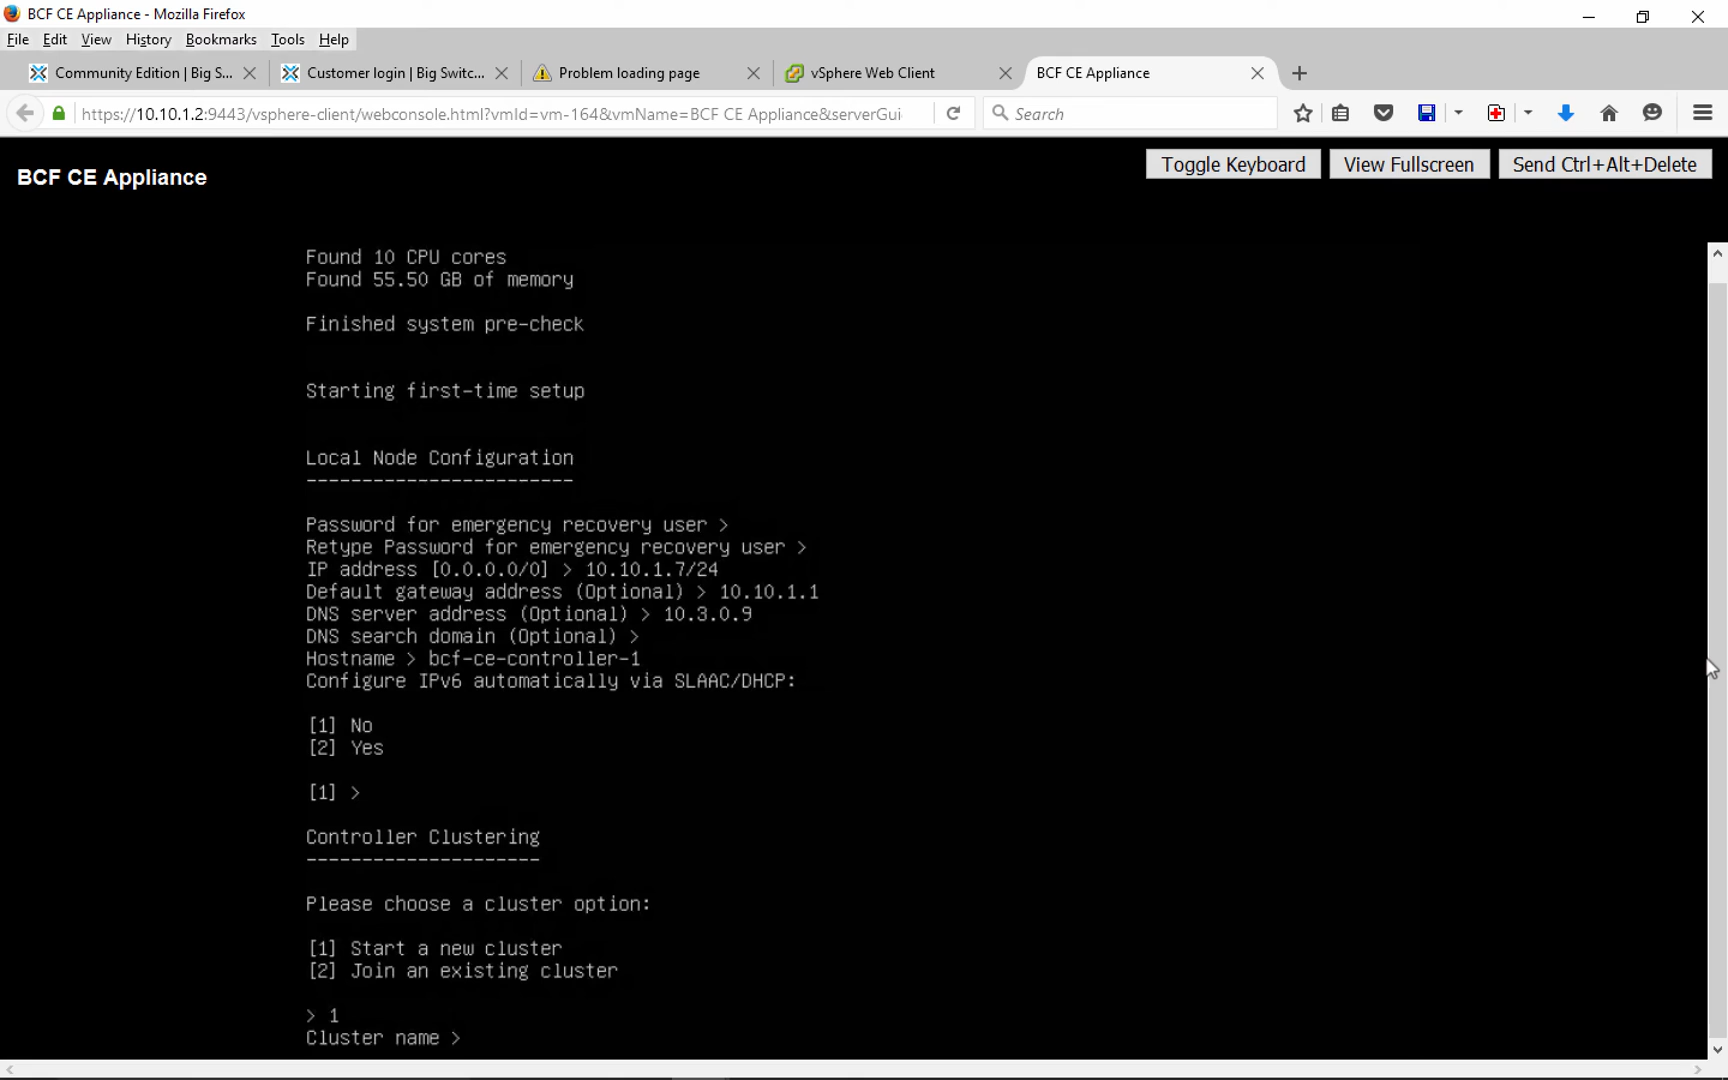 BCF CE Appliance - Mozilla Firefox
File Edit View History Bookmarks Tools Help
Community Edition | Big S... Customer login | Big Switc... Problem loading page vSphere Web Client BCF CE Appliance
https://10.10.1.2:9443/vsphere-client/webconsole.html?vmId=vm-164&vmName=BCF CE Appliance&serverGui Search
Toggle Keyboard View Fullscreen Send Ctrl+Alt+Delete
BCF CE Appliance
Found 10 CPU cores
Found 55.50 GB of memory
Finished system pre-check
Starting first-time setup
Local Node Configuration
------------------------
Password for emergency recovery user >
Retype Password for emergency recovery user >
IP address [0.0.0.0/0] > 10.10.1.7/24
Default gateway address (Optional) > 10.10.1.1
DNS server address (Optional) > 10.3.0.9
DNS search domain (Optional) >
Hostname > bcf-ce-controller-1
Configure IPv6 automatically via SLAAC/DHCP:
[1] No
[2] Yes
[1] >
Controller Clustering
---------------------
Please choose a cluster option:
[1] Start a new cluster
[2] Join an existing cluster
> 1
Cluster name >